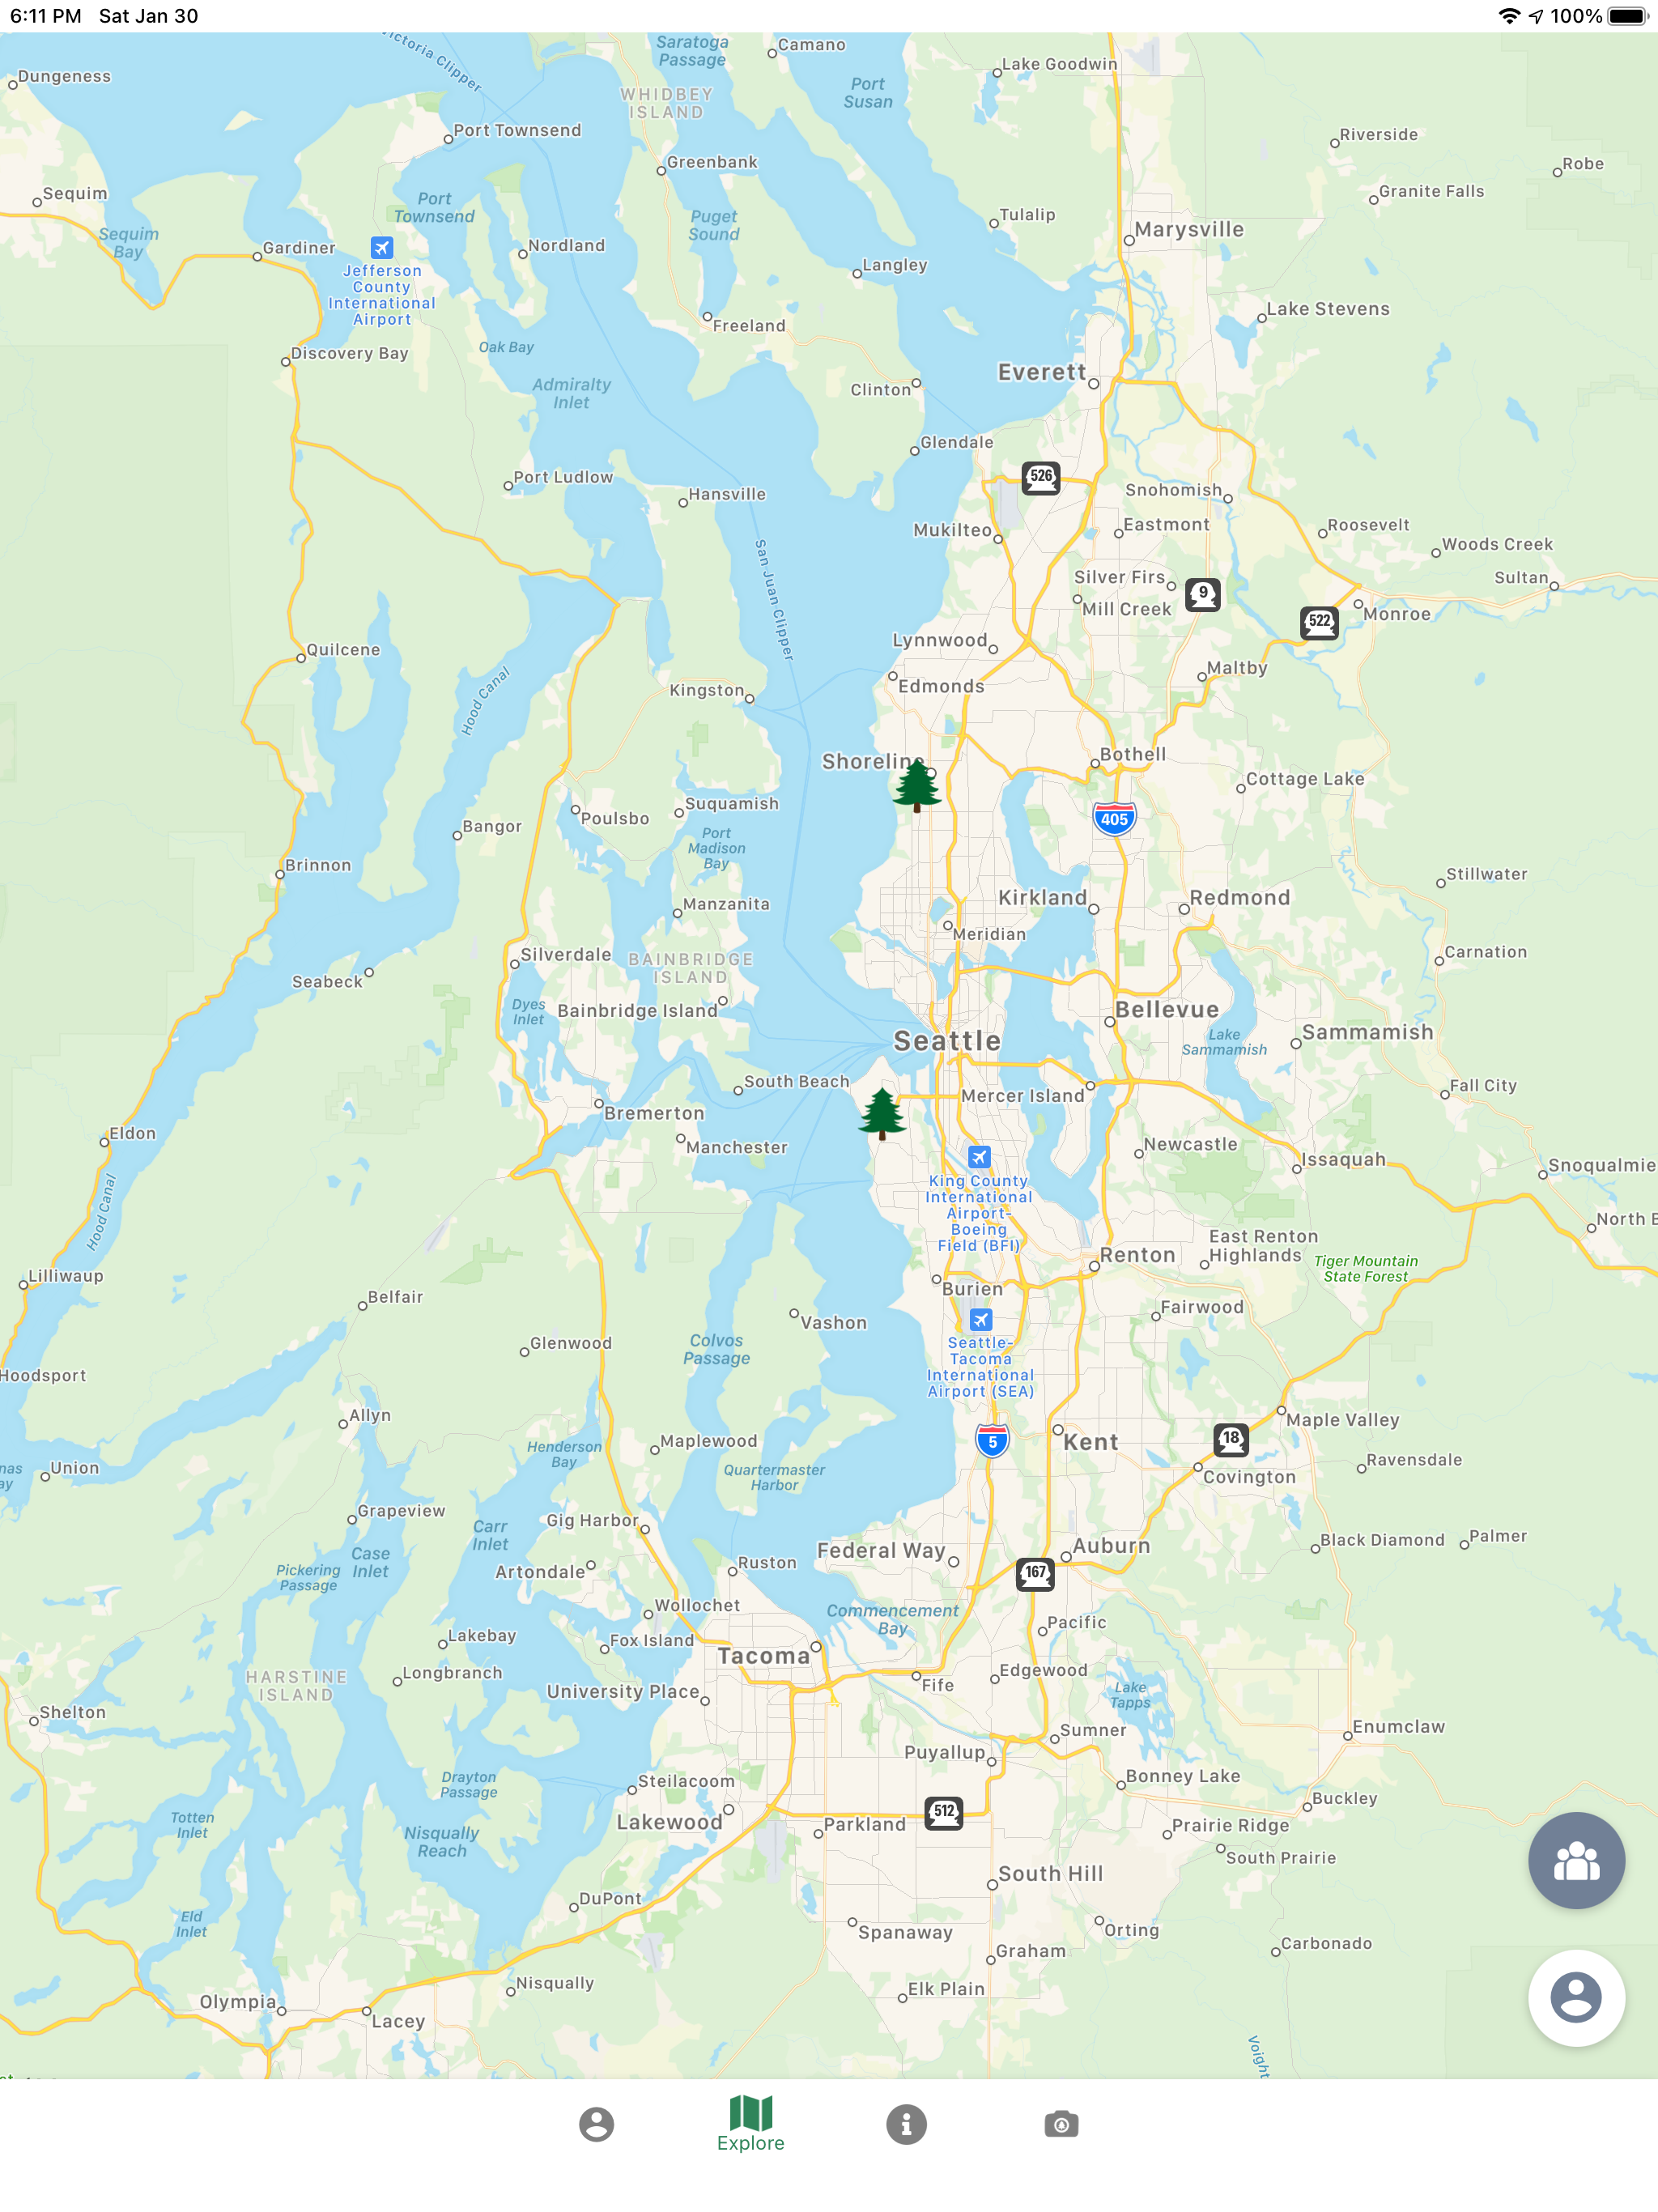 6:11 PM Sat Jan 30
100%
Victoria Clipper
Saratoga
Passage
Camano
Lake Goodwin
Dungeness
WHIDBEY
ISLAND
Port
Susan
Port Townsend
Riverside
Greenbank
Robe
Sequim
Granite Falls
Port
Townsend
Puget
Sound
Tulalip
Marysville
Sequim
Bay
Gardiner
Nordland
Langley
Jefferson
County
International
Airport
Lake Stevens
Freeland
Discovery Bay
Oak Bay
Everett
Admiralty
Inlet
Clinton
Glendale
Port Ludlow
526
Hansville
Snohomish
Mukilteo
Eastmont
Roosevelt
Woods Creek
San Juan Clipper
Silver Firs
Sultan
9
Mill Creek
Monroe
522
Lynnwood
Quilcene
Maltby
Hood Canal
Kingston
Edmonds
Shoreline
Bothell
Cottage Lake
Suquamish
Poulsbo
405
Bangor
Port
Madison
Bay
Brinnon
Stillwater
Kirkland
Redmond
Manzanita
Meridian
Silverdale
Carnation
BAINBRIDGE
ISLAND
Seabeck
Dyes
Inlet
Bainbridge Island
Bellevue
Seattle
Lake
Sammamish
Sammamish
South Beach
Fall City
Mercer Island
Bremerton
Eldon
Manchester
Newcastle
Issaquah
Snoqualmie
King County
International
Airport-
Boeing
Field (BFI)
Hood Canal
North B
East Renton
Highlands
Renton
Tiger Mountain
State Forest
Lilliwaup
Burien
Belfair
Fairwood
Vashon
Glenwood
Colvos
Passage
Seattle-
Tacoma
International
Airport (SEA)
Hoodsport
Allyn
Maple Valley
Maplewood
5
Kent
18
Henderson
Bay
Ravensdale
Union
Quartermaster
Harbor
Covington
Grapeview
Gig Harbor
Carr
Inlet
Case
Inlet
Palmer
Black Diamond
Federal Way
Auburn
Ruston
Pickering
Passage
Artondale
167
Wollochet
Commencement
Bay
Pacific
Lakebay
Fox Island
Tacoma
Longbranch
Edgewood
HARSTINE
ISLAND
Fife
University Place
Lake
Tapps
Shelton
Enumclaw
Sumner
Puyallup
Drayton
Passage
Steilacoom
Bonney Lake
Buckley
512
Totten
Inlet
Lakewood
Parkland
Prairie Ridge
Nisqually
Reach
South Prairie
South Hill
DuPont
Eld
Inlet
Spanaway
Orting
Carbonado
Graham
Nisqually
Elk Plain
Olympia
Lacey
Voight
Explore